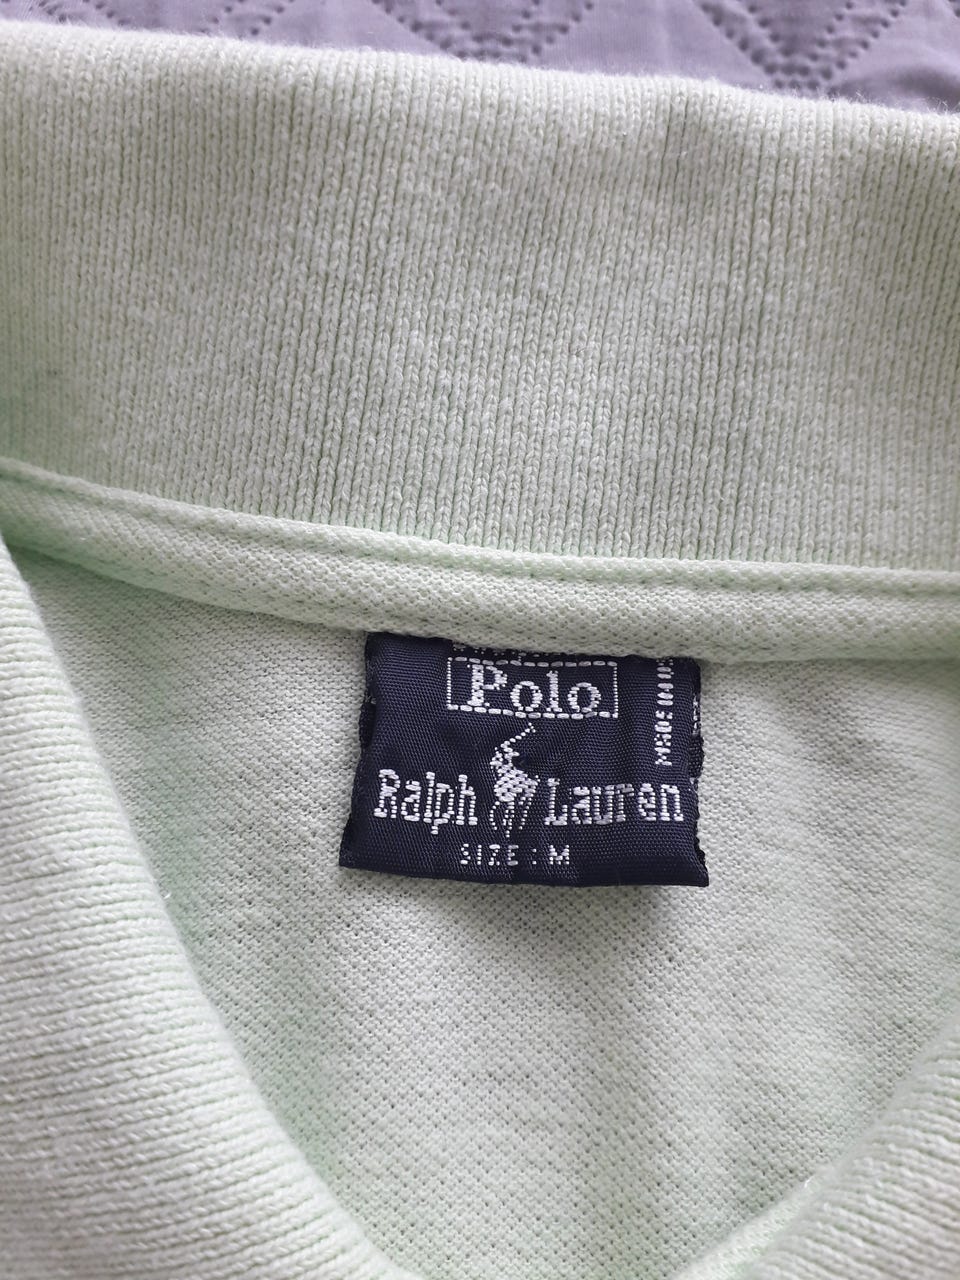 Polo
Ralph Lauren
SIZE : M